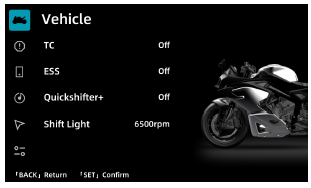 Vehicle
TC Off
ESS Off
Quickshifter+ Off
Shift Light 6500rpm
「BACK」Return 「SET」Confirm